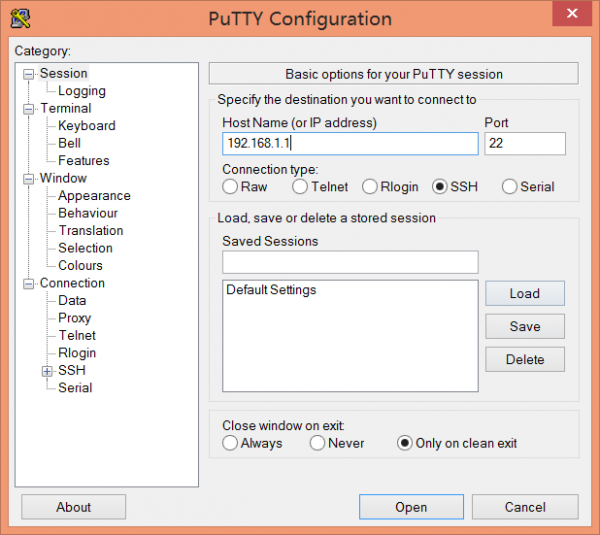 PuTTY Configuration
Category:
Session
Logging
Terminal
Keyboard
Bell
Features
Window
Appearance
Behaviour
Translation
Selection
Colours
Connection
Data
Proxy
Telnet
Rlogin
SSH
Serial
Basic options for your PuTTY session
Specify the destination you want to connect to
Host Name (or IP address) Port
192.168.1.1 22
Connection type:
Raw Telnet Rlogin SSH Serial
Load, save or delete a stored session
Saved Sessions
Default Settings
Load
Save
Delete
Close window on exit:
Always Never Only on clean exit
About Open Cancel